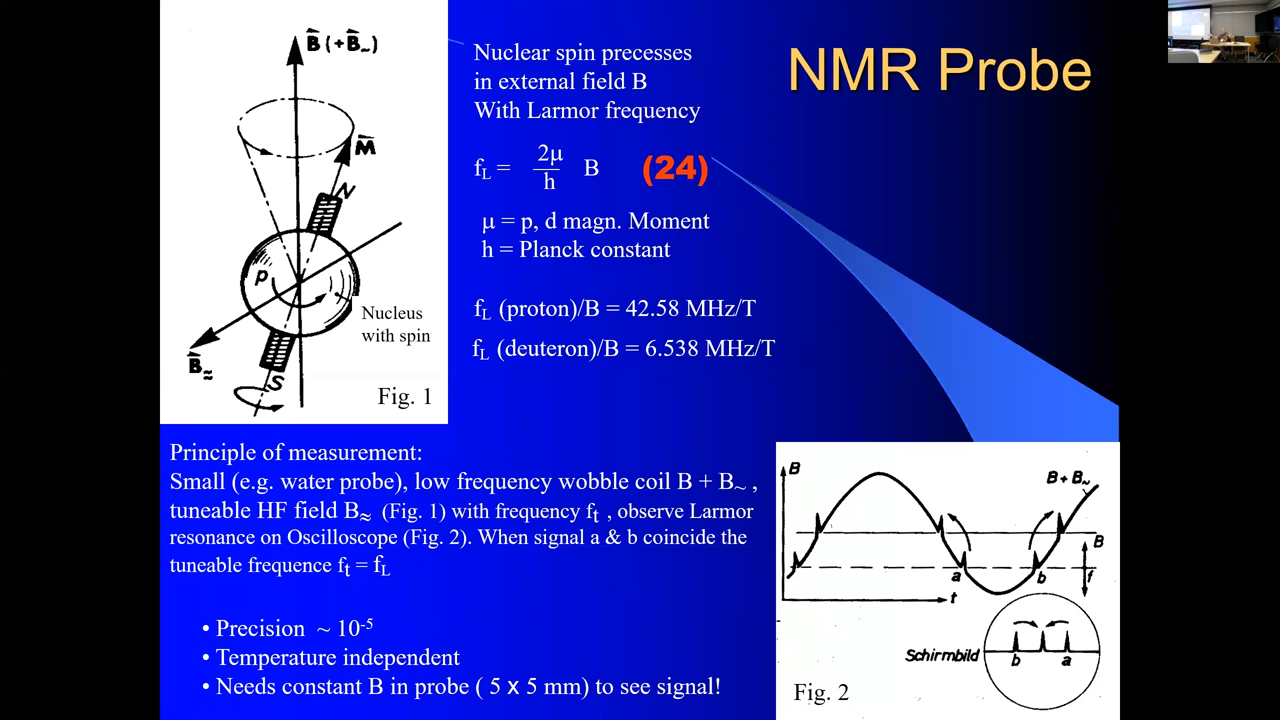 NMR Probe
B (+B~)
M
N
P
Nucleus
with spin
B≈
S
Fig. 1
Nuclear spin precesses
in external field B
With Larmor frequency
fL = 2μ/h B (24)
μ = p, d magn. Moment
h = Planck constant
fL (proton)/B = 42.58 MHz/T
fL (deuteron)/B = 6.538 MHz/T
Principle of measurement:
Small (e.g. water probe), low frequency wobble coil B + B~ ,
tuneable HF field B≈ (Fig. 1) with frequency ft , observe Larmor
resonance on Oscilloscope (Fig. 2). When signal a & b coincide the
tuneable frequence ft = fL
• Precision ~ 10-5
• Temperature independent
• Needs constant B in probe ( 5 x 5 mm) to see signal!
B
B+B~
B
a
b
f
t
Schirmbild
b
a
Fig. 2